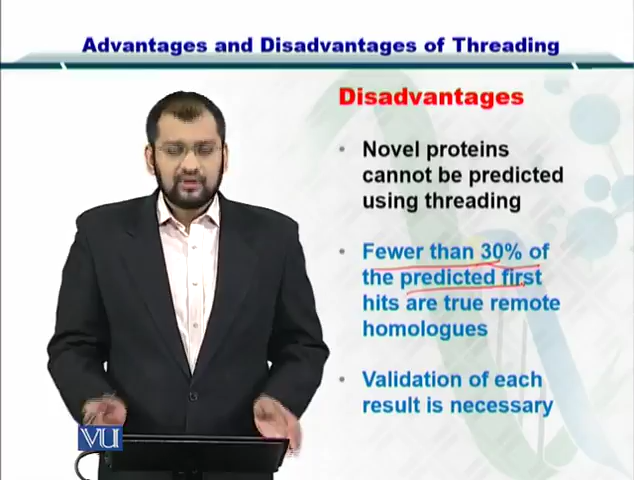 Advantages and Disadvantages of Threading
Disadvantages
• Novel proteins
cannot be predicted
using threading
• Fewer than 30% of
the predicted first
hits are true remote
homologues
• Validation of each
result is necessary
VU